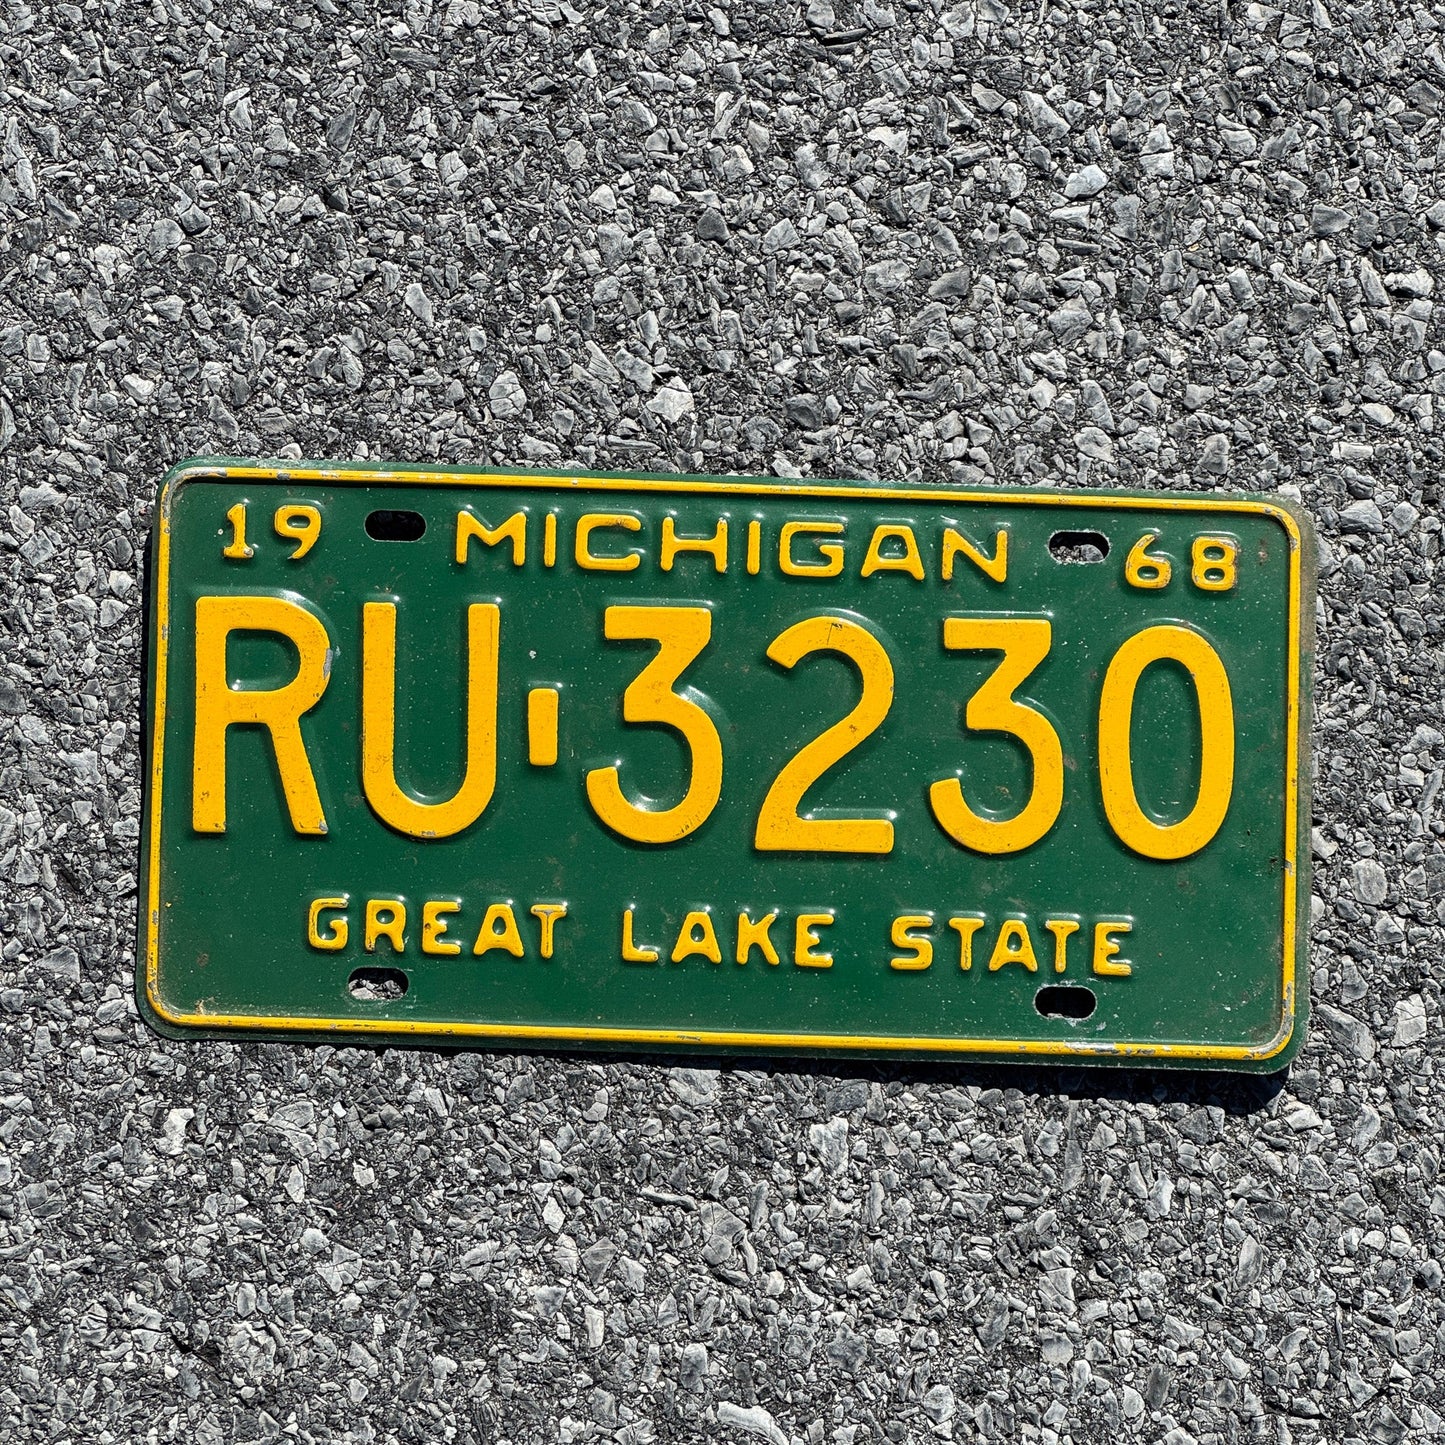 19 MICHIGAN 68
RU-3230
GREAT LAKE STATE